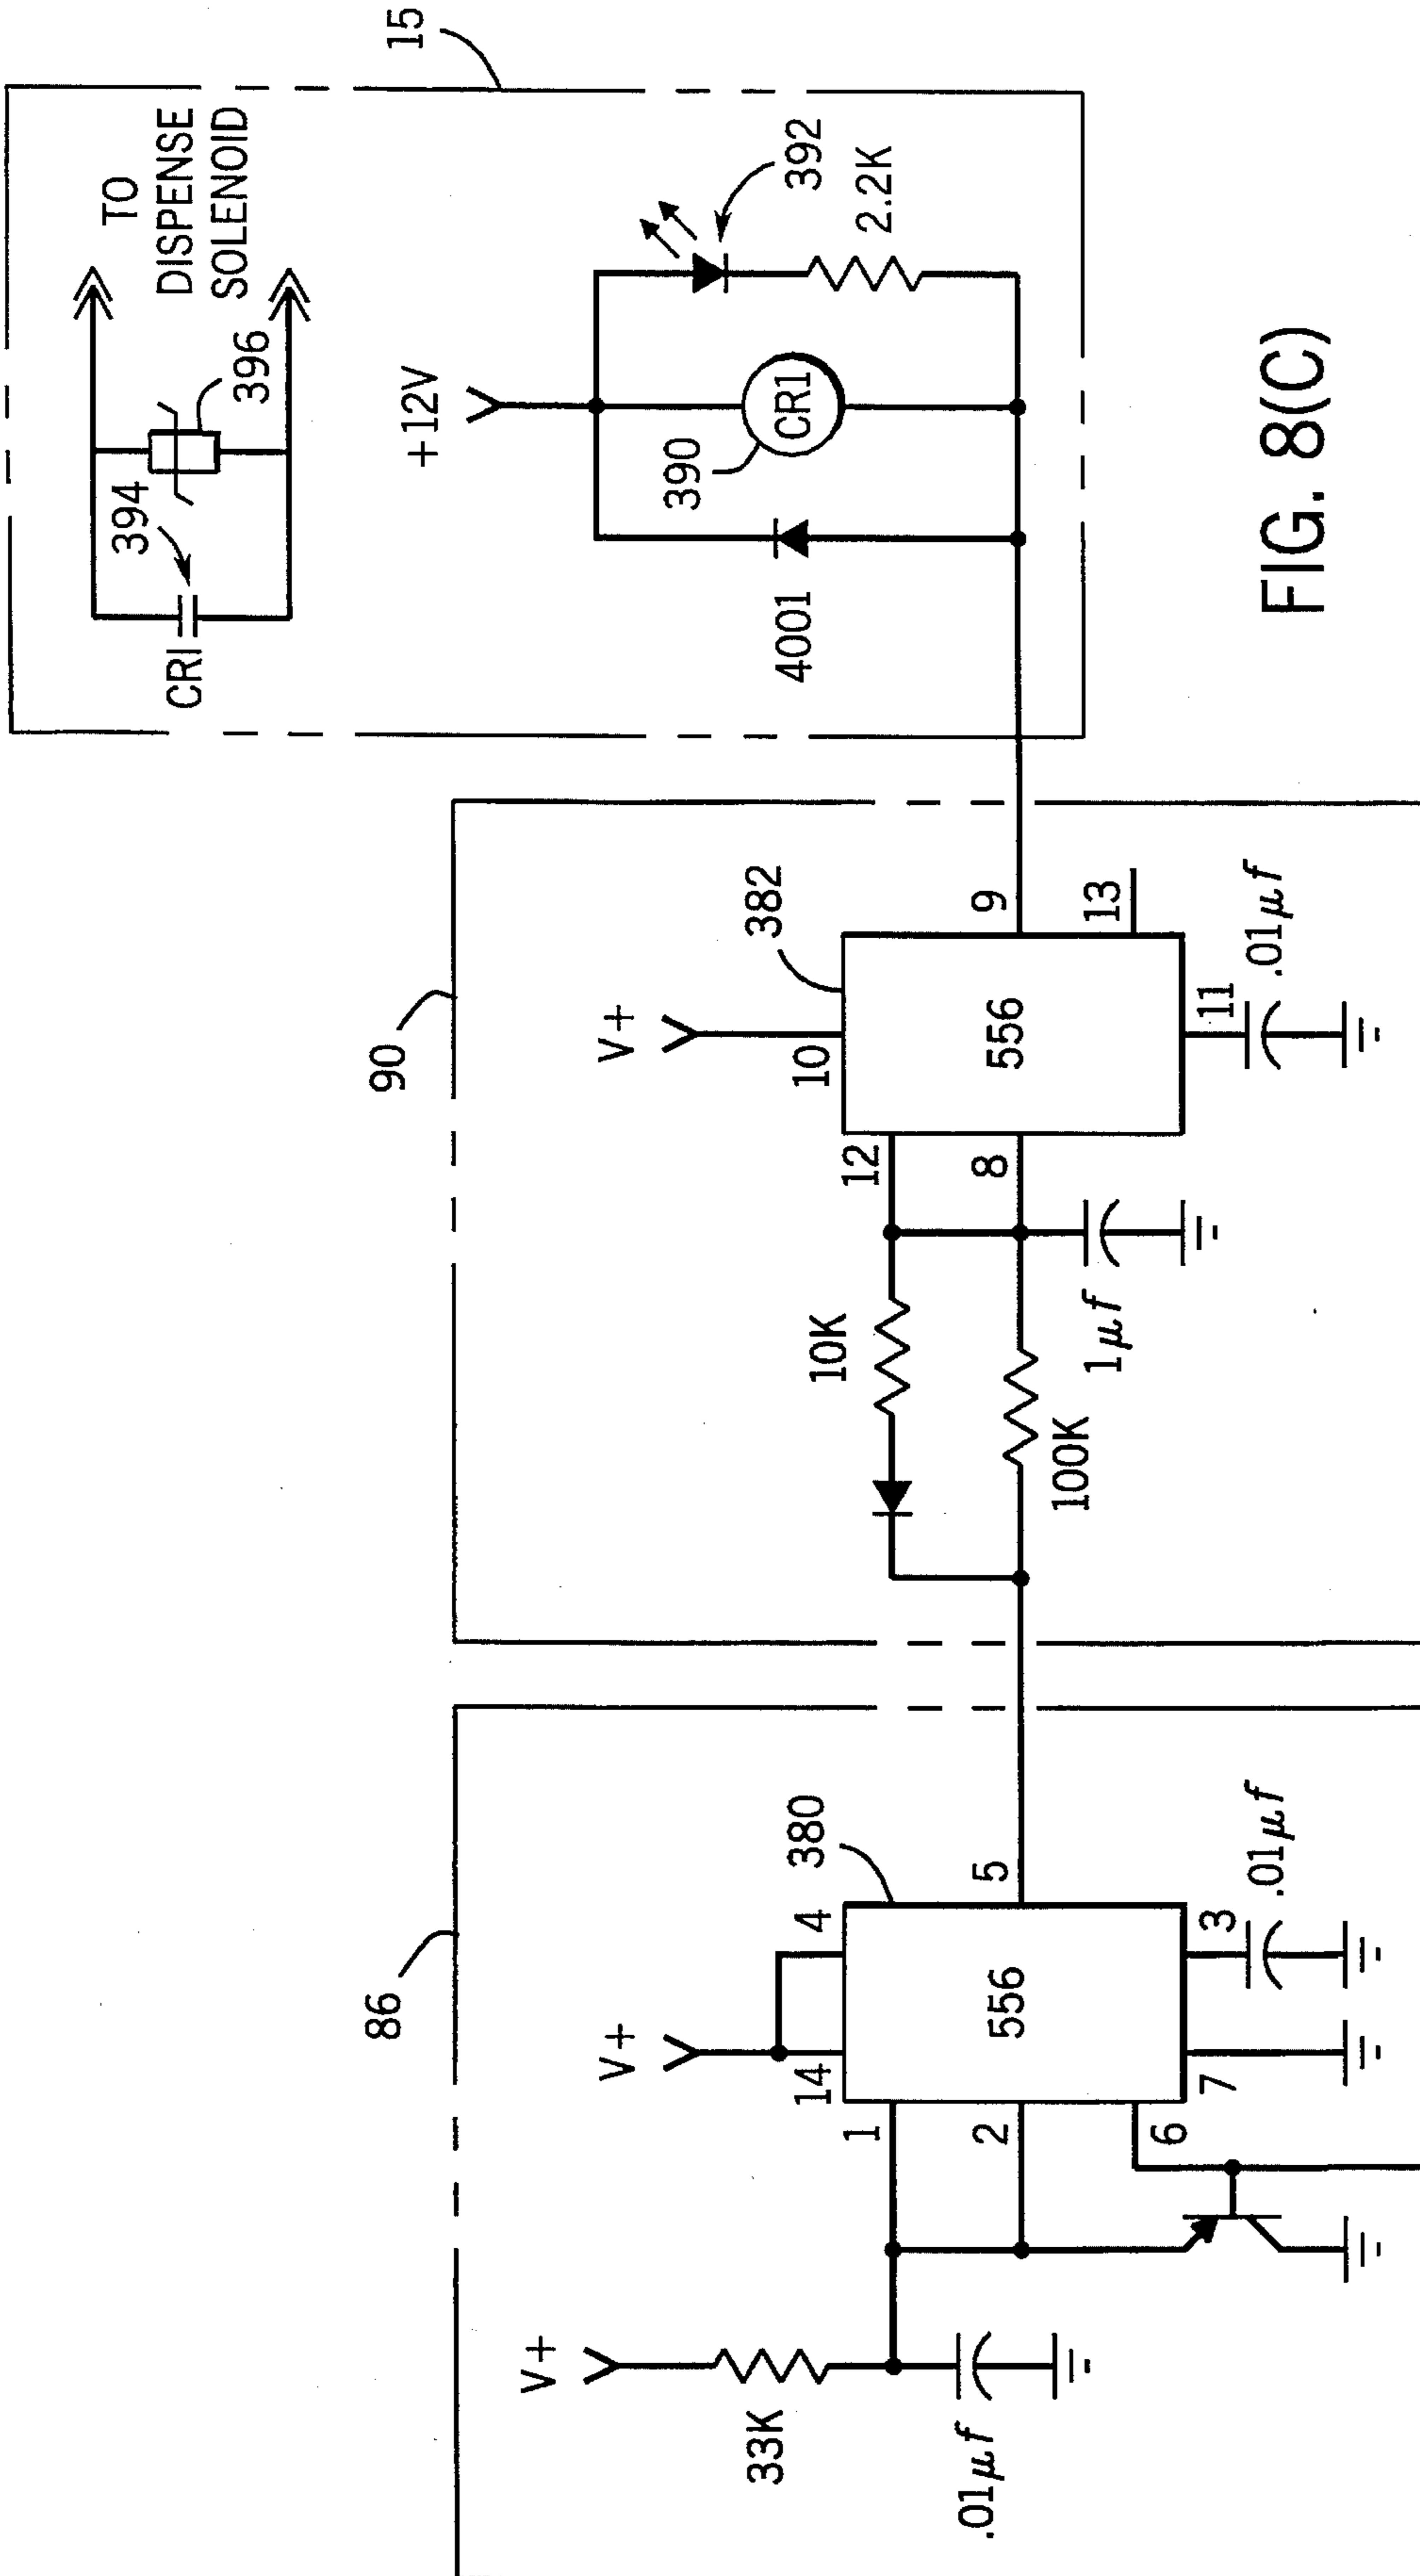 15
TO
DISPENSE
SOLENOID
394
396
CRI
+12V
392
390
CR1
2.2K
4001
90
V+
382
10
12
9
10K
8
556
13
100K
1µf
11
.01µf
86
V+
380
V+
14
4
1
5
33K
2
556
6
7
3
.01µf
.01µf
FIG. 8(C)